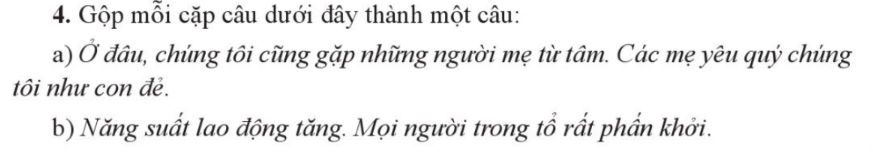 4. Gộp mỗi cặp câu dưới đây thành một câu:
a) Ở đâu, chúng tôi cũng gặp những người mẹ từ tâm. Các mẹ yêu quý chúng
tôi như con đẻ.
b) Năng suất lao động tăng. Mọi người trong tổ rất phấn khởi.